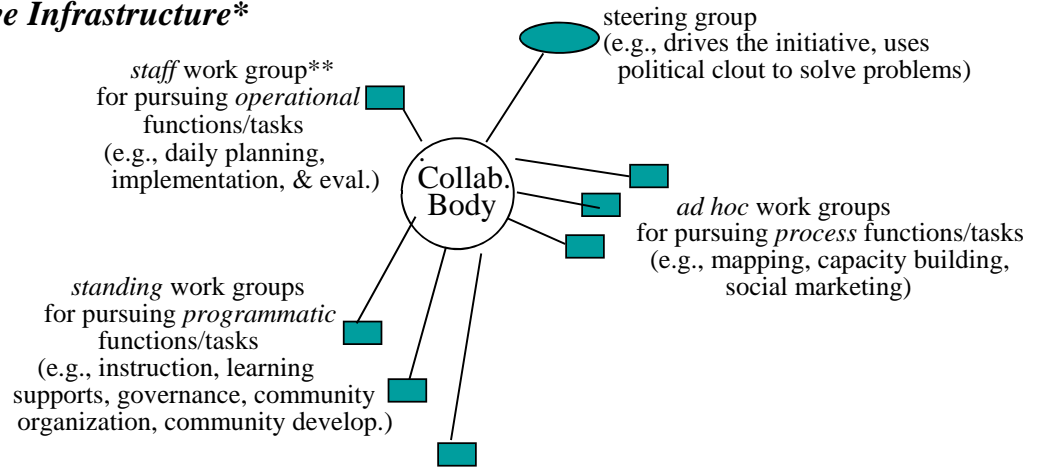 ve Infrastructure*
steering group
(e.g., drives the initiative, uses
political clout to solve problems)
staff work group**
for pursuing operational
functions/tasks
(e.g., daily planning,
implementation, & eval.)
.
Collab.
Body
ad hoc work groups
for pursuing process functions/tasks
(e.g., mapping, capacity building,
social marketing)
standing work groups
for pursuing programmatic
functions/tasks
(e.g., instruction, learning
supports, governance, community
organization, community develop.)